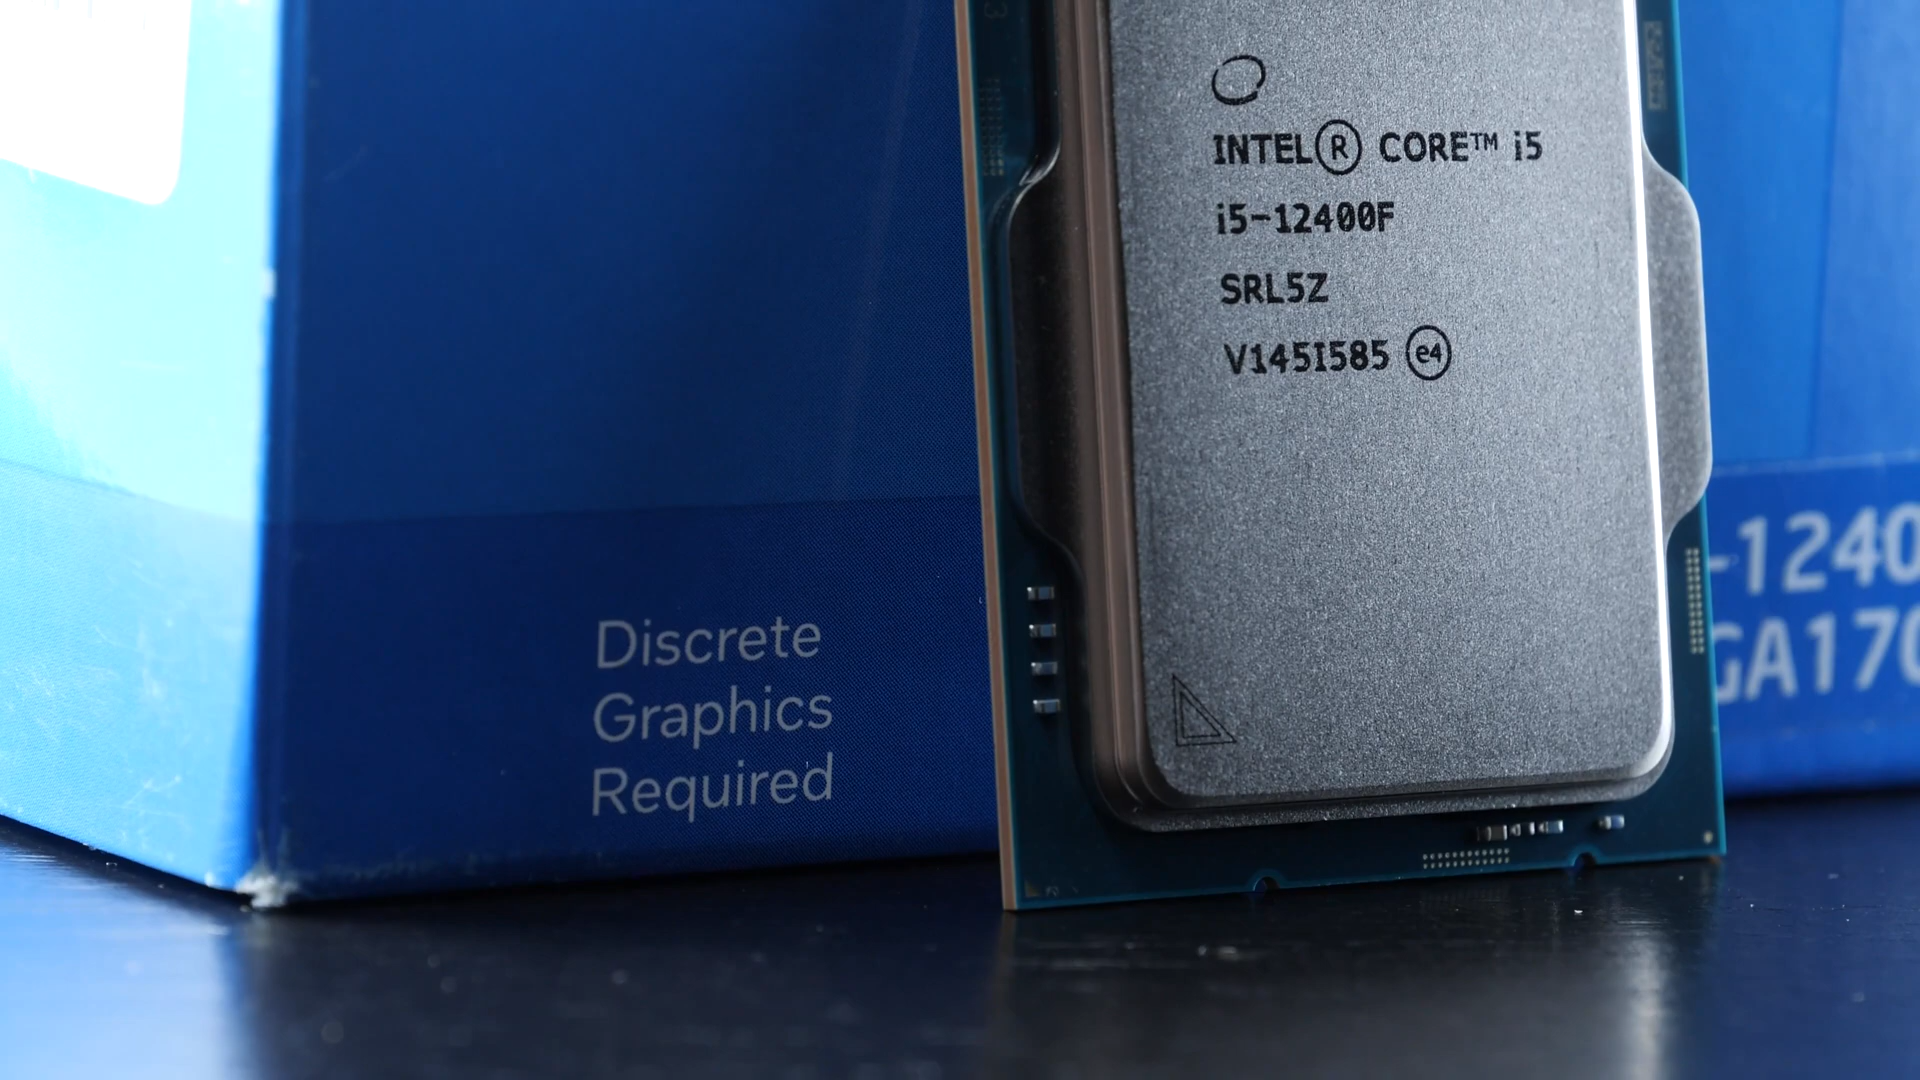 INTEL® CORE™ i5
i5-12400F
SRL5Z
V145I585 e4
Discrete
Graphics
Required
-1240
GA170